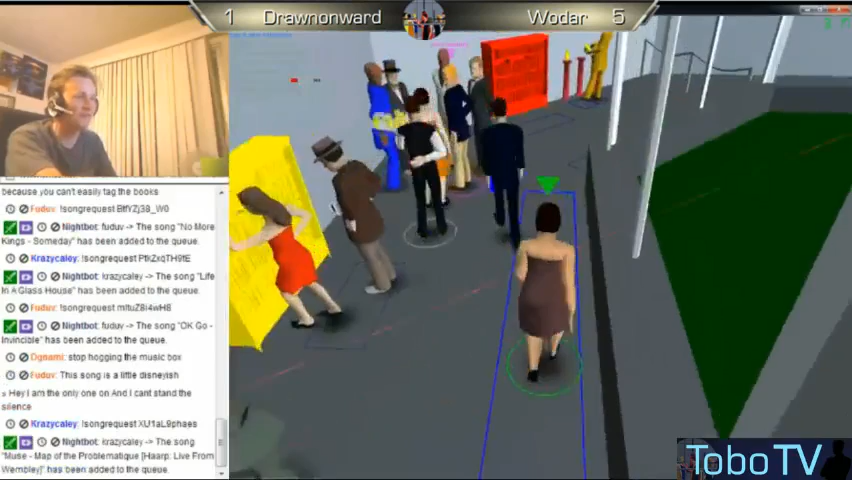 1 Drawnonward Wodar 5
because you can't easily tag the books
Fuduv: !songrequest BtfYZj38_W0
Nightbot: fuduv -> The song "No More
Kings - Someday" has been added to the queue.
Krazycaley: !songrequest
Nightbot: krazycaley -> The song "Life
In A Glass House" has been added to the queue.
Fuduv: !songrequest
Nightbot: fuduv -> The song "OK Go -
Invincible" has been added to the queue.
Dgnami: stop hogging the music box
Fuduv: This song is a little disneyish
» Hey I am the only one on And I cant stand the
silence
Krazycaley: !songrequest XU1aL9phaes
Nightbot: krazycaley -> The song
"Muse - Map of the Problematique [Haarp: Live From
Wembley]" has been added to the queue.
ToboTV